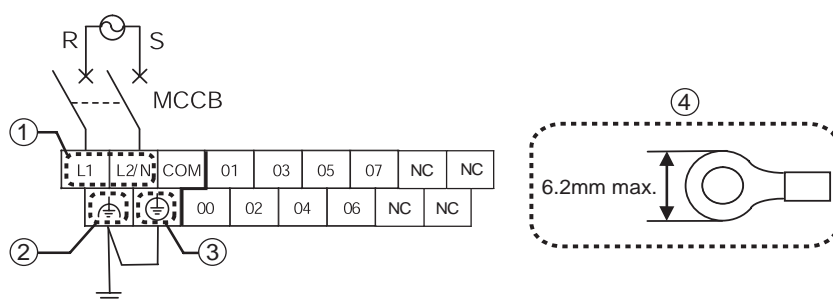 R S
MCCB
①
L1 L2/N COM 01 03 05 07 NC NC
00 02 04 06 NC NC
② ③
④
6.2mm max.